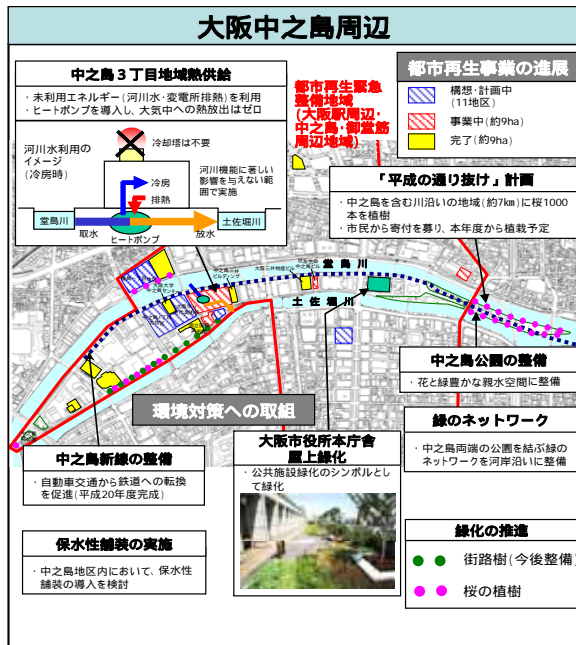 大阪中之島周辺
中之島3丁目地域熱供給
・未利用エネルギー(河川水・変電所排熱)を利用
・ヒートポンプを導入し、大気中への熱放出はゼロ
河川水利用の
イメージ
(冷房時)
冷却塔は不要
冷房
排熱
河川機能に著しい
影響を与えない範囲
で実施
堂島川
取水
ヒートポンプ
放水
土佐堀川
都市再生緊急
整備地域
(大阪駅周辺・
中之島・御堂筋
周辺地域)
都市再生事業の進展
構想・計画中
(11地区)
事業中(約9ha)
完了(約9ha)
「平成の通り抜け」計画
・中之島を含む川沿いの地域(約7km)に桜1000
本を植樹
・市民から寄付を募り、本年度から植栽予定
堂島川
土佐堀川
中之島公園の整備
・花と緑豊かな親水空間に整備
環境対策への取組
緑のネットワーク
・中之島両端の公園を結ぶ緑の
ネットワークを河岸沿いに整備
大阪市役所本庁舎
屋上緑化
・公共施設緑化のシンボルとし
て緑化
中之島新線の整備
・自動車交通から鉄道への転換
を促進(平成20年度完成)
保水性舗装の実施
・中之島地区内において、保水性
舗装の導入を検討
緑化の推進
街路樹(今後整備)
桜の植樹